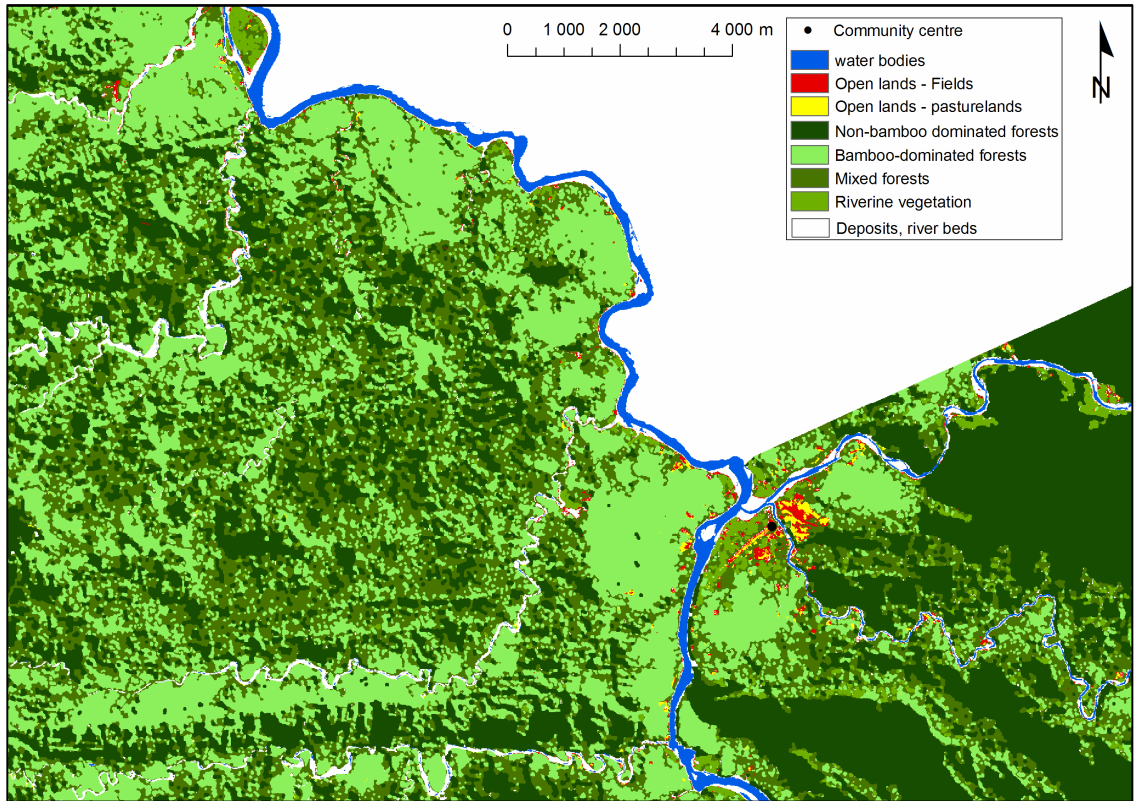 0 1 000 2 000 4 000 m
Community centre
water bodies
Open lands - Fields
Open lands - pasturelands
Non-bamboo dominated forests
Bamboo-dominated forests
Mixed forests
Riverine vegetation
Deposits, river beds
N